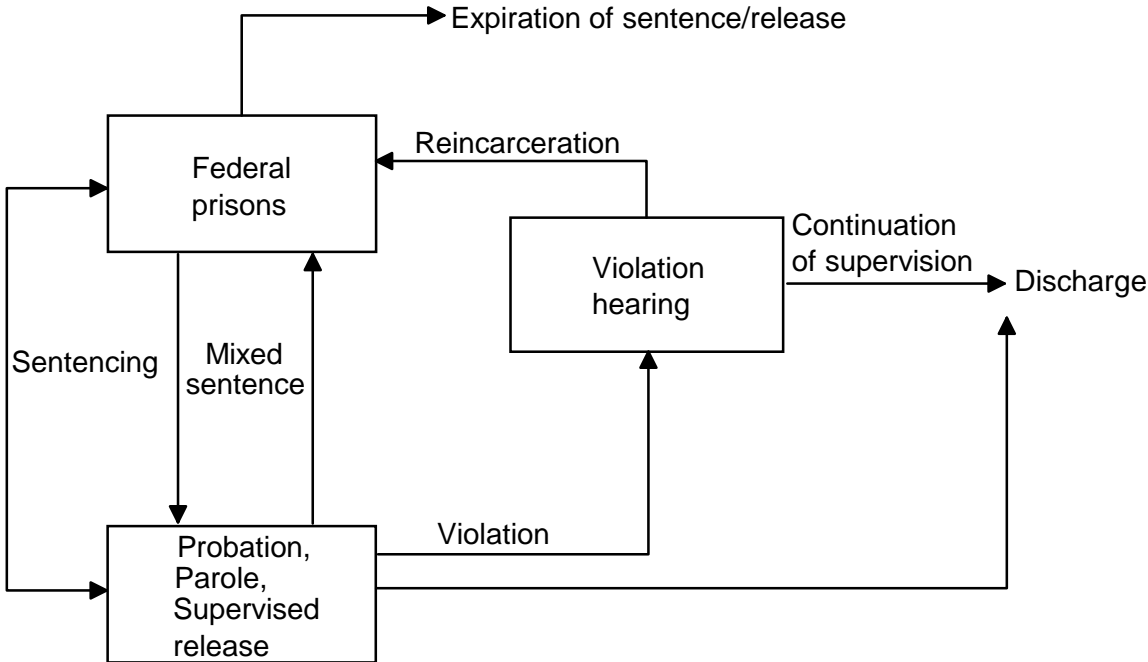 Expiration of sentence/release
Reincarceration
Federal
prisons
Continuation
of supervision
Violation
hearing
Discharge
Sentencing
Mixed
sentence
Violation
Probation,
Parole,
Supervised
release